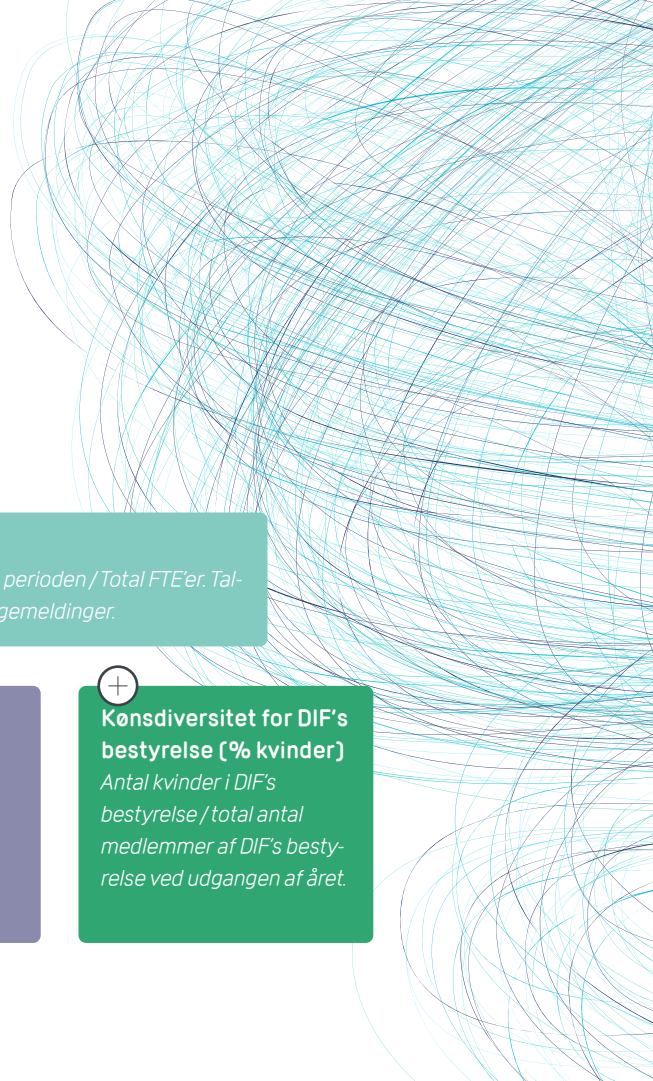 perioden / Total FTE’er. Tal-
gemeldinger.
Kønsdiversitet for DIF’s
bestyrelse (% kvinder)
Antal kvinder i DIF’s
bestyrelse / total antal
medlemmer af DIF’s besty-
relse ved udgangen af året.